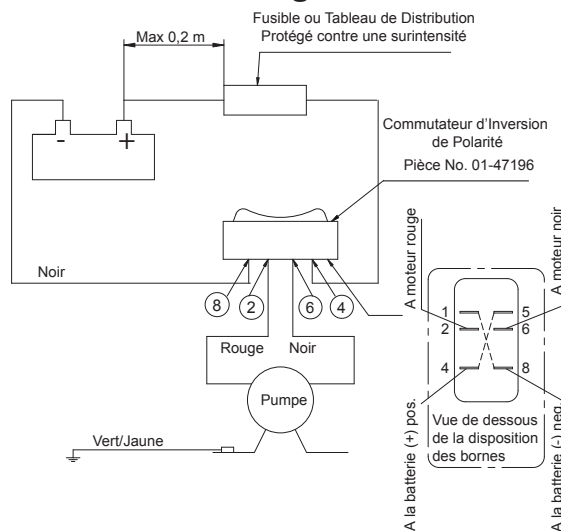 Fusible ou Tableau de Distribution
Protégé contre une surintensité
Max 0,2 m
- +
Commutateur d'Inversion
de Polarité
Pièce No. 01-47196
Noir
8 2 6 4
Rouge Noir
Pompe
Vert/Jaune
A moteur rouge
A moteur noir
1 5
2 6
4 8
Vue de dessous
de la disposition
des bornes
A la batterie (+) pos.
A la batterie (-) neg.